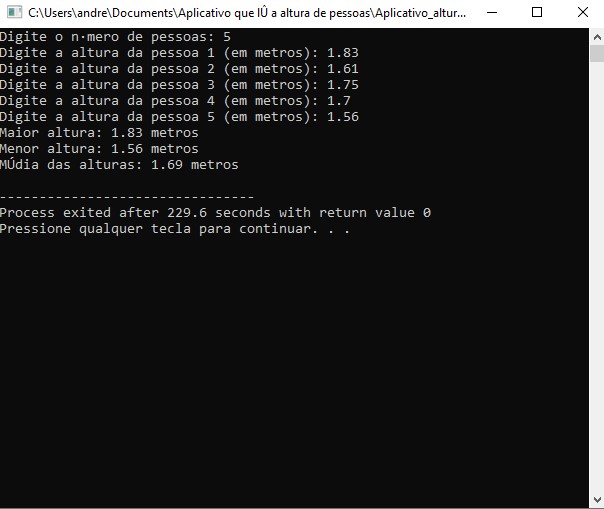 C:\Users\andre\Documents\Aplicativo que lÛ a altura de pessoas\Aplicativo_altur...
Digite o n·mero de pessoas: 5
Digite a altura da pessoa 1 (em metros): 1.83
Digite a altura da pessoa 2 (em metros): 1.61
Digite a altura da pessoa 3 (em metros): 1.75
Digite a altura da pessoa 4 (em metros): 1.7
Digite a altura da pessoa 5 (em metros): 1.56
Maior altura: 1.83 metros
Menor altura: 1.56 metros
MÚdia das alturas: 1.69 metros
--------------------------------
Process exited after 229.6 seconds with return value 0
Pressione qualquer tecla para continuar. . .